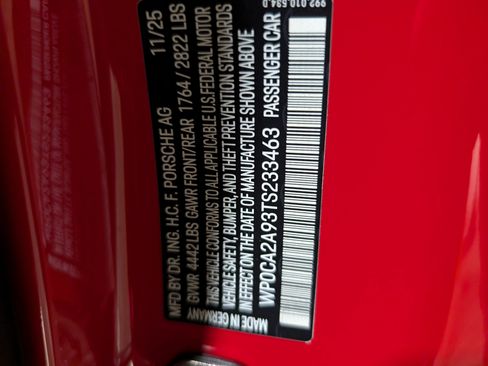 992.010.534.D
MFD BY DR. ING. H.C. F. PORSCHE AG 11/25
GVWR 4442 LBS GAWR FRONT/REAR 1764 / 2822 LBS
THIS VEHICLE CONFORMS TO ALL APPLICABLE U.S. FEDERAL MOTOR
VEHICLE SAFETY, BUMPER, AND THEFT PREVENTION STANDARDS
IN EFFECT ON THE DATE OF MANUFACTURE SHOWN ABOVE.
WP0CA2A93TS233463 PASSENGER CAR
MADE IN GERMANY